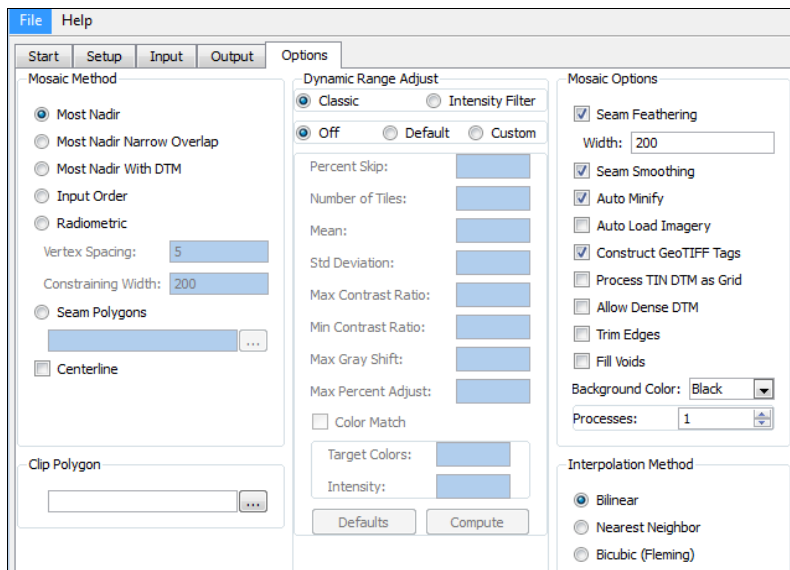 File Help
Start Setup Input Output Options
Mosaic Method
Most Nadir
Most Nadir Narrow Overlap
Most Nadir With DTM
Input Order
Radiometric
Vertex Spacing: 5
Constraining Width: 200
Seam Polygons
...
Centerline
Clip Polygon
...
Dynamic Range Adjust
Classic Intensity Filter
Off Default Custom
Percent Skip:
Number of Tiles:
Mean:
Std Deviation:
Max Contrast Ratio:
Min Contrast Ratio:
Max Gray Shift:
Max Percent Adjust:
Color Match
Target Colors:
Intensity:
Defaults Compute
Mosaic Options
Seam Feathering
Width: 200
Seam Smoothing
Auto Minify
Auto Load Imagery
Construct GeoTIFF Tags
Process TIN DTM as Grid
Allow Dense DTM
Trim Edges
Fill Voids
Background Color: Black
Processes: 1
Interpolation Method
Bilinear
Nearest Neighbor
Bicubic (Fleming)